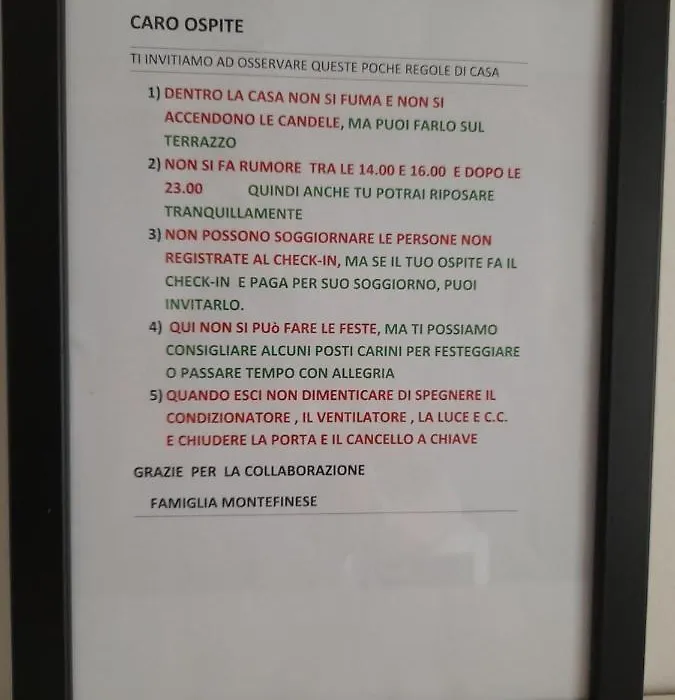 CARO OSPITE
TI INVITIAMO AD OSSERVARE QUESTE POCHE REGOLE DI CASA
1) DENTRO LA CASA NON SI FUMA E NON SI
ACCENDONO LE CANDELE, MA PUOI FARLO SUL
TERRAZZO
2) NON SI FA RUMORE TRA LE 14.00 E 16.00 E DOPO LE
23.00 QUINDI ANCHE TU POTRAI RIPOSARE
TRANQUILLAMENTE
3) NON POSSONO SOGGIORNARE LE PERSONE NON
REGISTRATE AL CHECK-IN, MA SE IL TUO OSPITE FA IL
CHECK-IN E PAGA PER SUO SOGGIORNO, PUOI
INVITARLO.
4) QUI NON SI PUò FARE LE FESTE, MA TI POSSIAMO
CONSIGLIARE ALCUNI POSTI CARINI PER FESTEGGIARE
O PASSARE TEMPO CON ALLEGRIA
5) QUANDO ESCI NON DIMENTICARE DI SPEGNERE IL
CONDIZIONATORE , IL VENTILATORE , LA LUCE E C.C.
E CHIUDERE LA PORTA E IL CANCELLO A CHIAVE
GRAZIE PER LA COLLABORAZIONE
FAMIGLIA MONTEFINESE